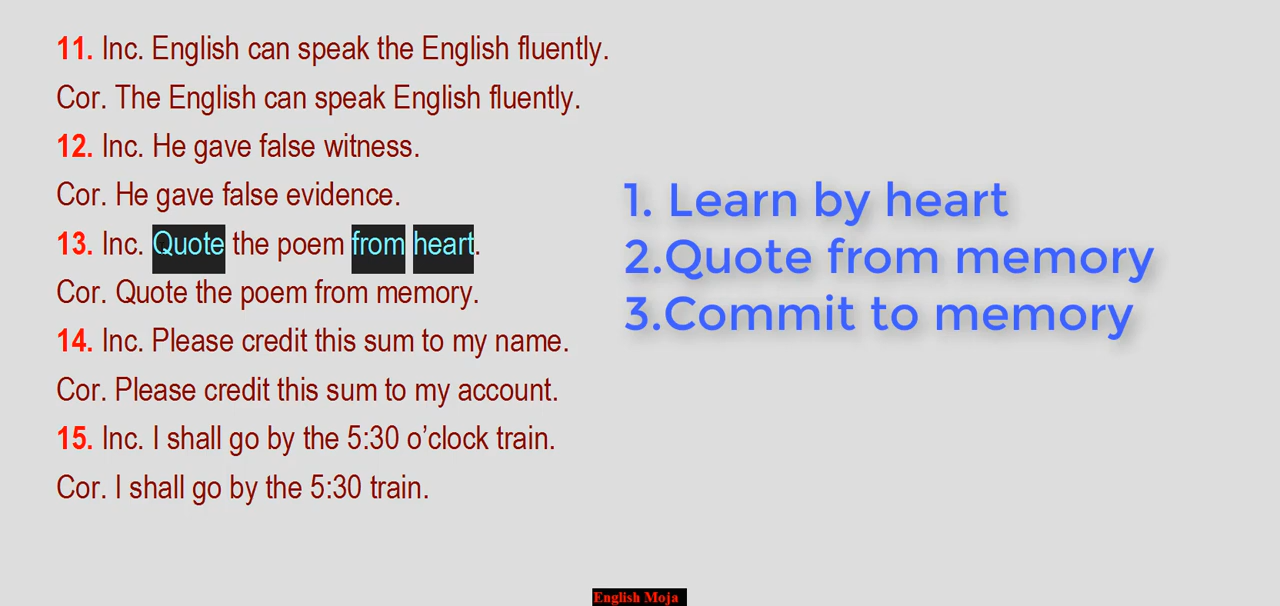 11. Inc. English can speak the English fluently.
Cor. The English can speak English fluently.
12. Inc. He gave false witness.
Cor. He gave false evidence.
13. Inc. Quote the poem from heart.
Cor. Quote the poem from memory.
14. Inc. Please credit this sum to my name.
Cor. Please credit this sum to my account.
15. Inc. I shall go by the 5:30 o’clock train.
Cor. I shall go by the 5:30 train.
1. Learn by heart
2.Quote from memory
3.Commit to memory
English Moja